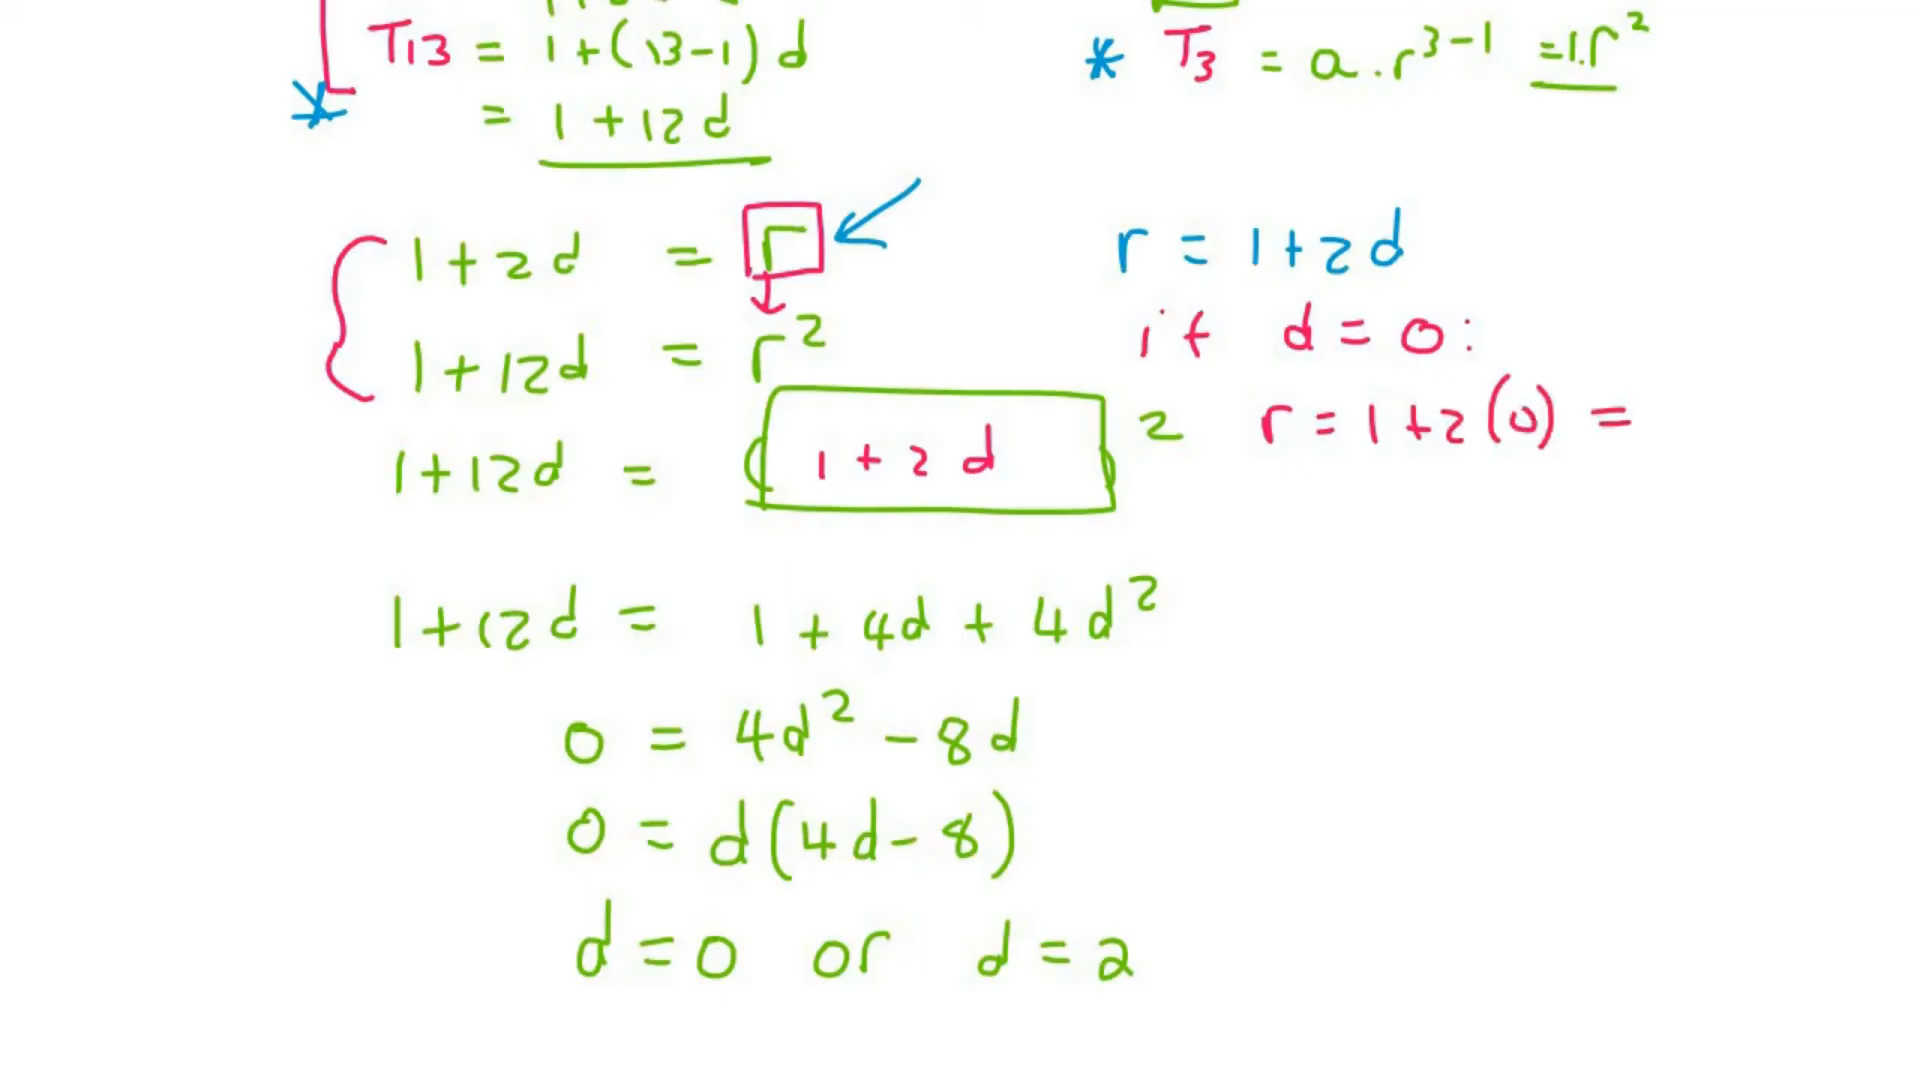 T13 = 1+(13-1)d
= 1+12d
* T3 = a.r^3-1 =1.r^2
*
1+2d = r
1+12d = r^2
1+12d = (1+2d)^2
1+12d = 1+4d+4d^2
0 = 4d^2-8d
0 = d(4d-8)
d=0 or d=2
r = 1+2d
if d=0:
r=1+2(0)=